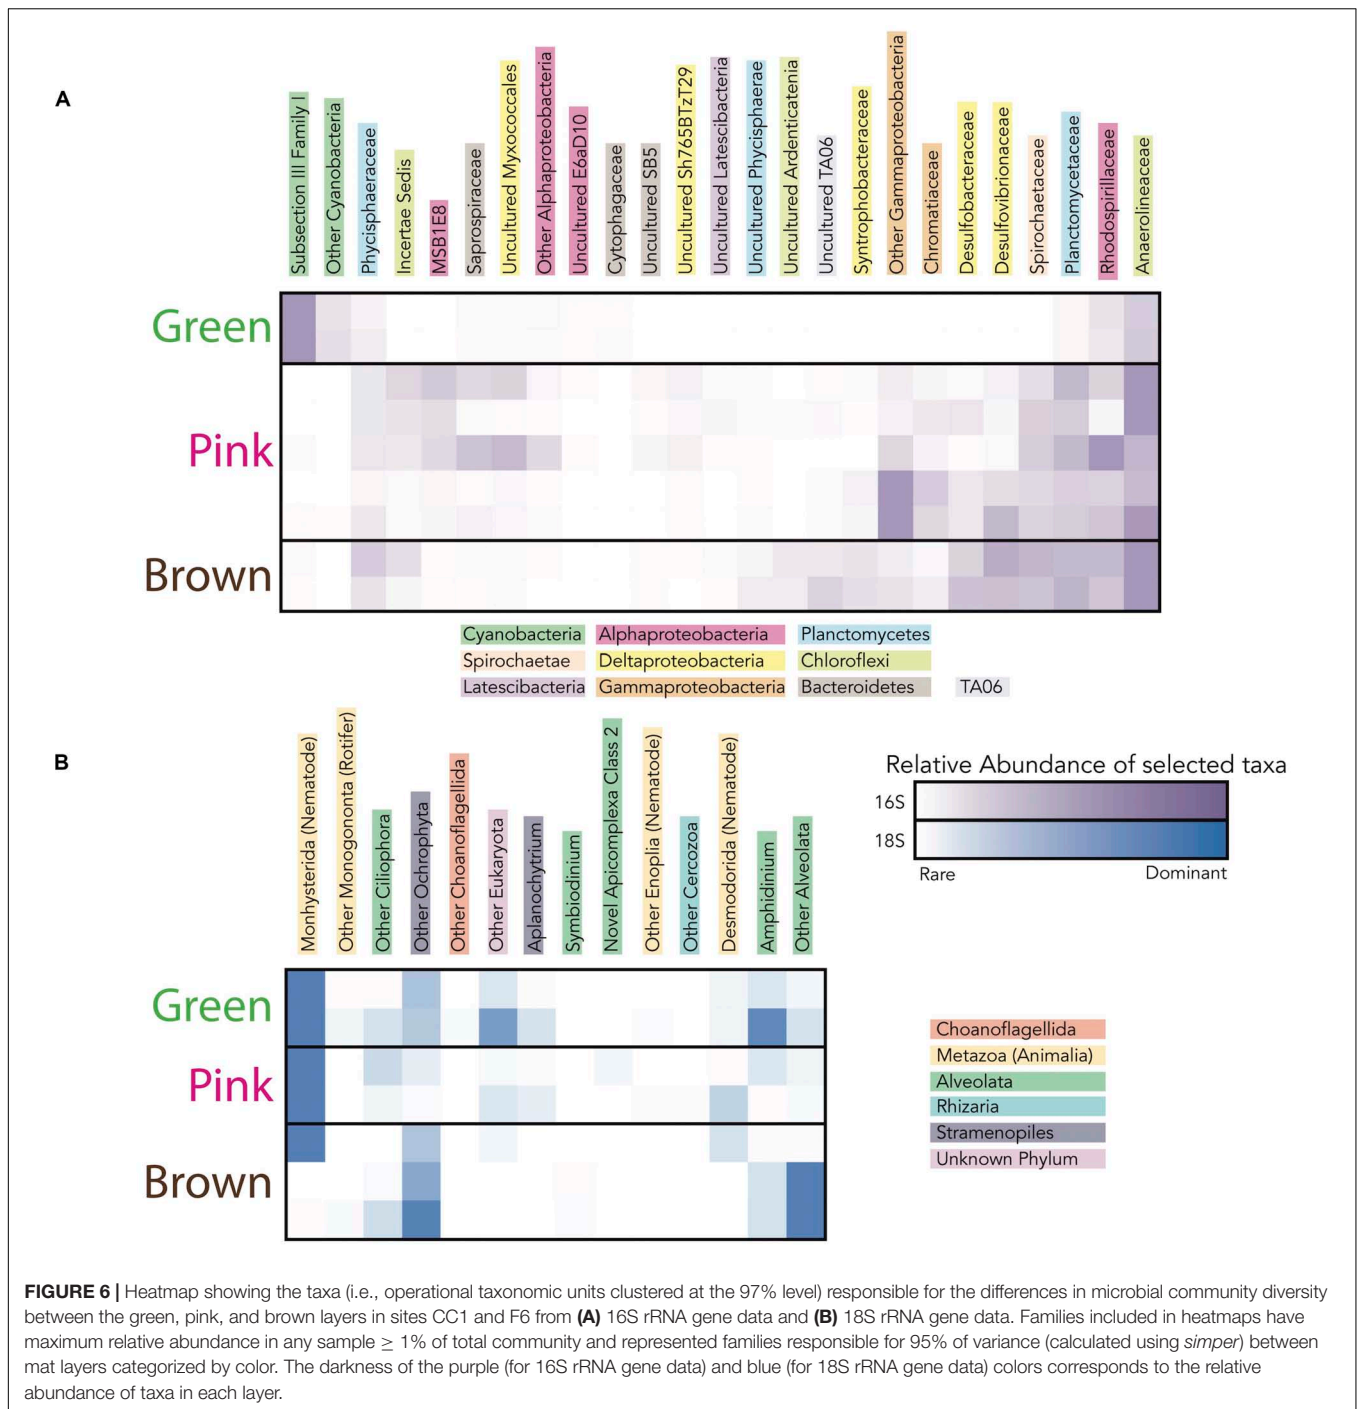 A
Subsection III Family I
Other Cyanobacteria
Phycisphaeraceae
Incertae Sedis
MSB1E8
Saprospiraceae
Uncultured Myxococcales
Other Alphaproteobacteria
Uncultured E6aD10
Cytophagaceae
Uncultured SB5
Uncultured Sh765BTzT29
Uncultured Latescibacteria
Uncultured Phycisphaerae
Uncultured Ardenticatenia
Uncultured TA06
Syntrophobacteraceae
Other Gammaproteobacteria
Chromatiaceae
Desulfobacteraceae
Desulfovibrionaceae
Spirochaetaceae
Planctomycetaceae
Rhodospirillaceae
Anaerolineaceae
Green
Pink
Brown
Cyanobacteria Alphaproteobacteria Planctomycetes
Spirochaetae Deltaproteobacteria Chloroflexi
Latescibacteria Gammaproteobacteria Bacteroidetes TA06
B
Monhysterida (Nematode)
Other Monogononta (Rotifer)
Other Ciliophora
Other Ochrophyta
Other Choanoflagellida
Other Eukaryota
Aplanochytrium
Symbiodinium
Novel Apicomplexa Class 2
Other Enoplia (Nematode)
Other Cercozoa
Desmodorida (Nematode)
Amphidinium
Other Alveolata
Relative Abundance of selected taxa
16S
18S
Rare Dominant
Green
Pink
Brown
Choanoflagellida
Metazoa (Animalia)
Alveolata
Rhizaria
Stramenopiles
Unknown Phylum
FIGURE 6 | Heatmap showing the taxa (i.e., operational taxonomic units clustered at the 97% level) responsible for the differences in microbial community diversity
between the green, pink, and brown layers in sites CC1 and F6 from (A) 16S rRNA gene data and (B) 18S rRNA gene data. Families included in heatmaps have
maximum relative abundance in any sample ≥ 1% of total community and represented families responsible for 95% of variance (calculated using simper) between
mat layers categorized by color. The darkness of the purple (for 16S rRNA gene data) and blue (for 18S rRNA gene data) colors corresponds to the relative
abundance of taxa in each layer.